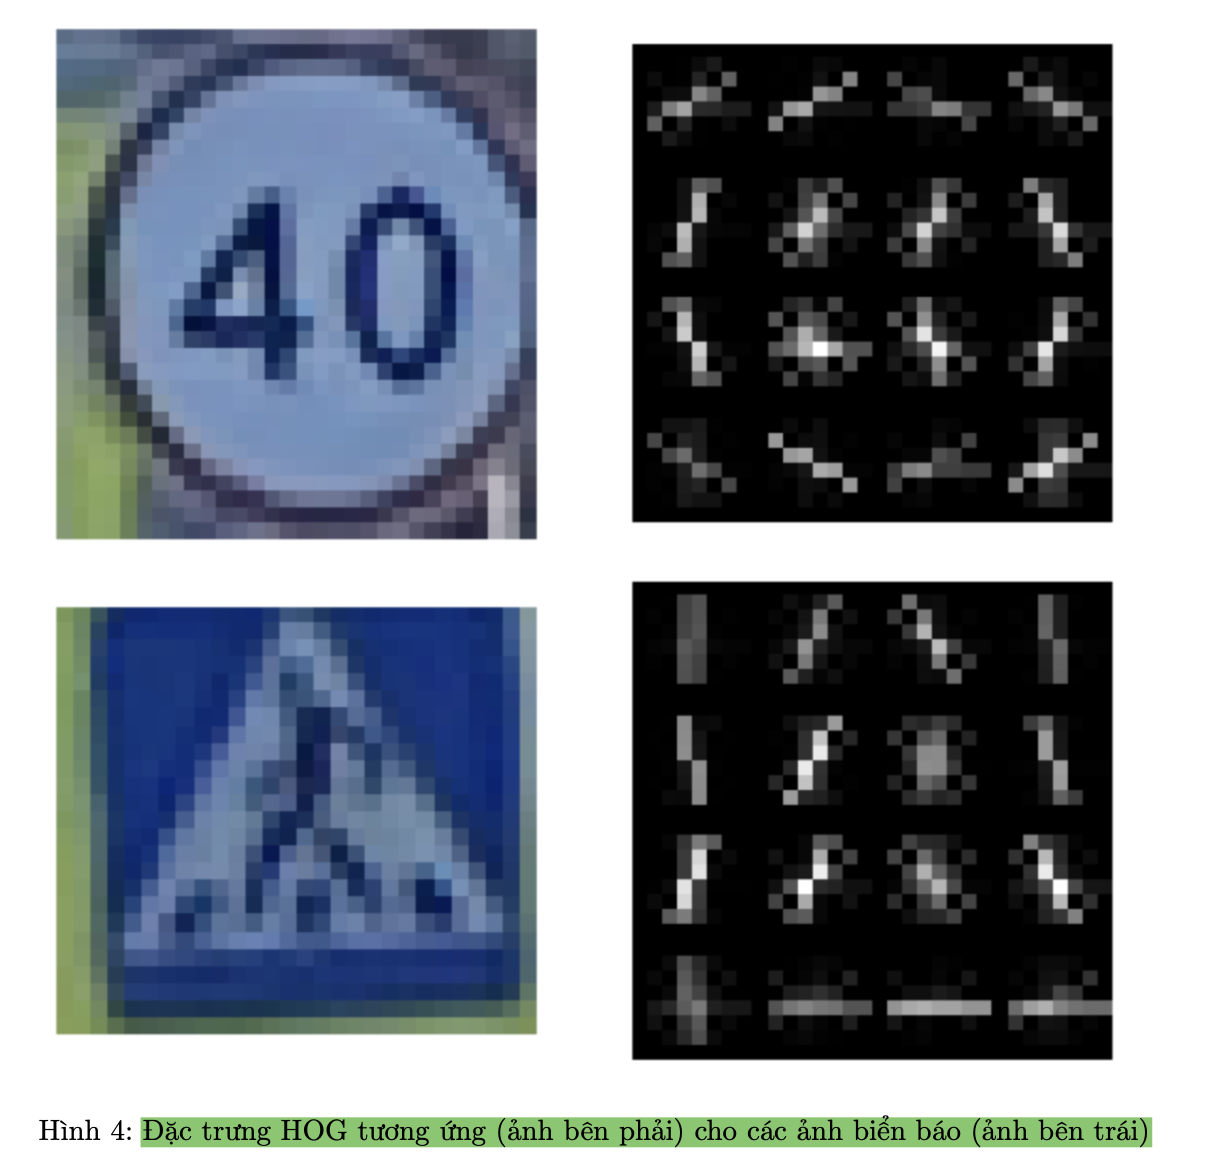 40
Hình 4: Đặc trưng HOG tương ứng (ảnh bên phải) cho các ảnh biển báo (ảnh bên trái)